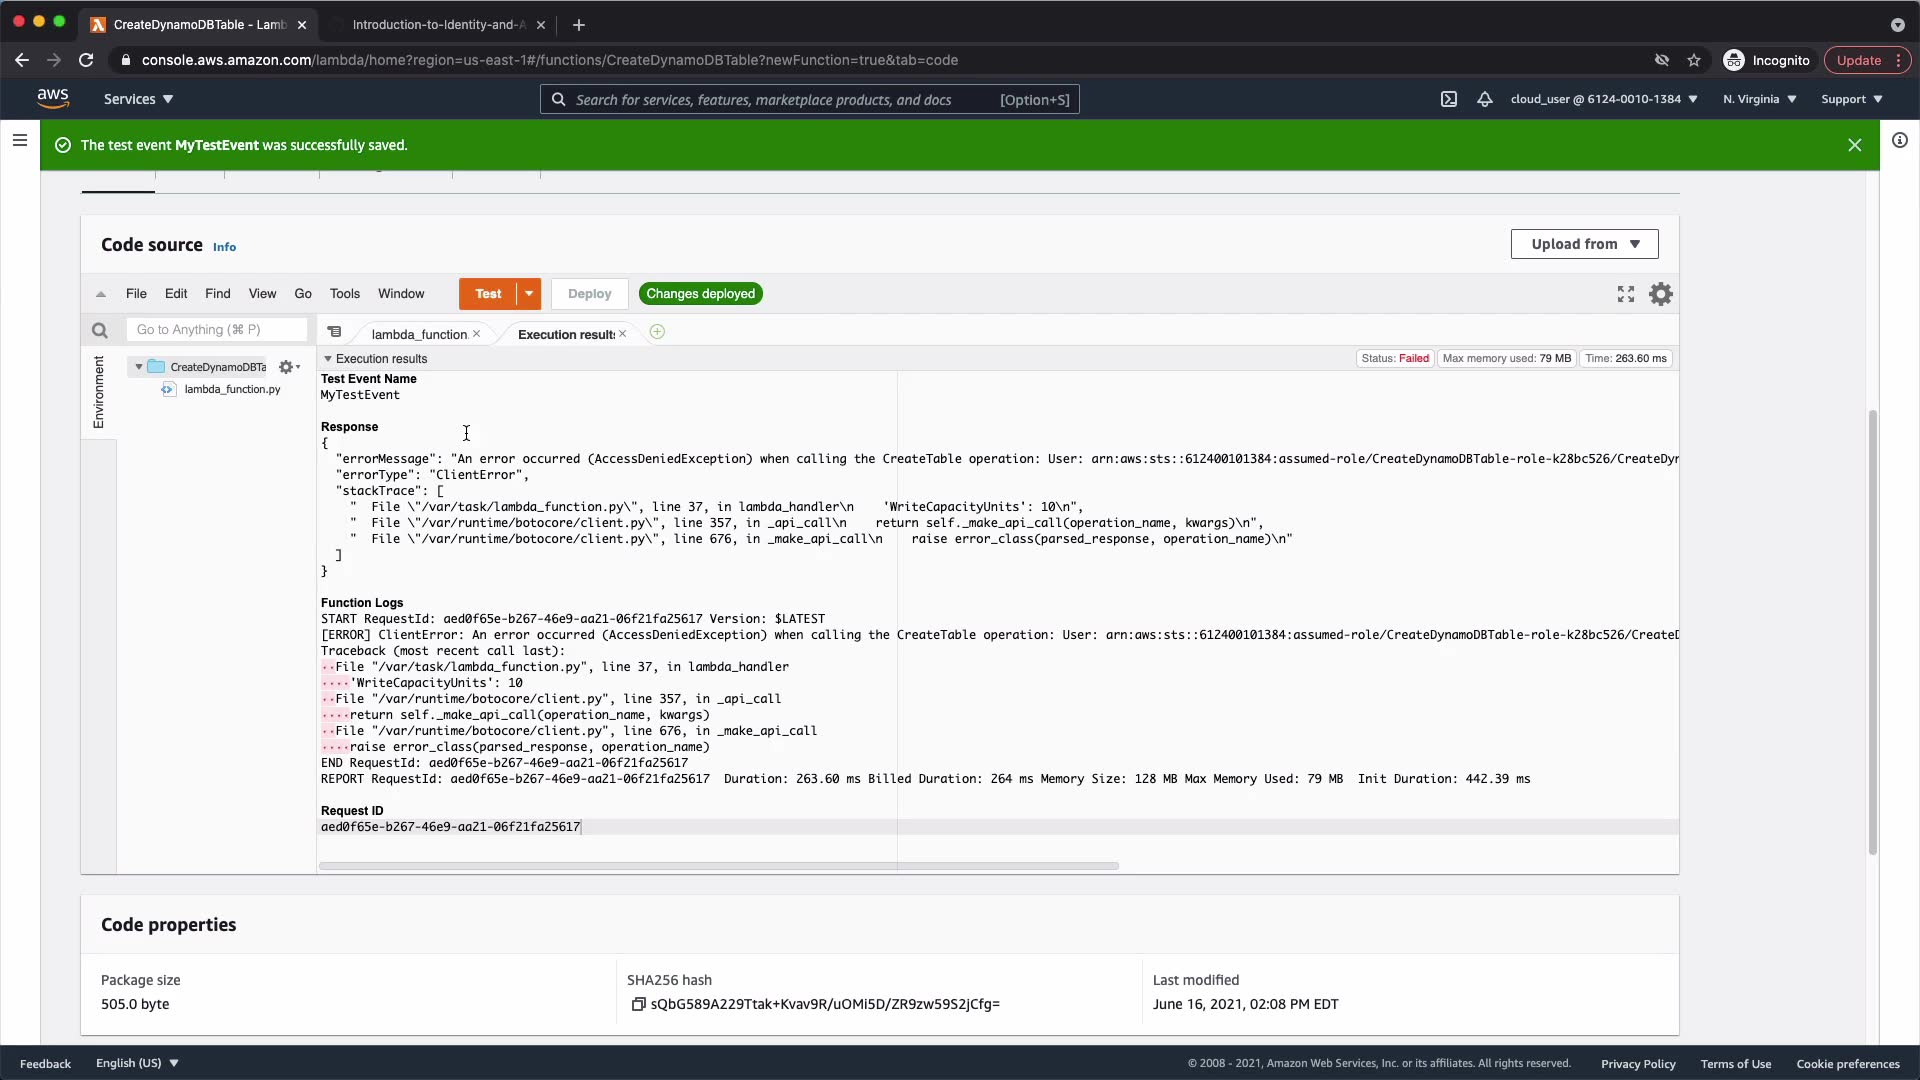 CreateDynamoDBTable - Lamb
Introduction-to-Identity-and-A
console.aws.amazon.com/lambda/home?region=us-east-1#/functions/CreateDynamoDBTable?newFunction=true&tab=code
Incognito
Update
aws
Services
Search for services, features, marketplace products, and docs
[Option+S]
cloud_user @ 6124-0010-1384
N. Virginia
Support
The test event MyTestEvent was successfully saved.
Code source
Info
Upload from
File Edit Find View Go Tools Window
Test
Deploy
Changes deployed
Go to Anything (⌘ P)
lambda_function
Execution results
Execution results
Status: Failed
Max memory used: 79 MB
Time: 263.60 ms
Environment
CreateDynamoDBTa
lambda_function.py
Test Event Name
MyTestEvent
Response
{
"errorMessage": "An error occurred (AccessDeniedException) when calling the CreateTable operation: User: arn:aws:sts::612400101384:assumed-role/CreateDynamoDBTable-role-k28bc526/CreateDyn
"errorType": "ClientError",
"stackTrace": [
"  File \"/var/task/lambda_function.py\", line 37, in lambda_handler\n    'WriteCapacityUnits': 10\n",
"  File \"/var/runtime/botocore/client.py\", line 357, in _api_call\n    return self._make_api_call(operation_name, kwargs)\n",
"  File \"/var/runtime/botocore/client.py\", line 676, in _make_api_call\n    raise error_class(parsed_response, operation_name)\n"
]
}
Function Logs
START RequestId: aed0f65e-b267-46e9-aa21-06f21fa25617 Version: $LATEST
[ERROR] ClientError: An error occurred (AccessDeniedException) when calling the CreateTable operation: User: arn:aws:sts::612400101384:assumed-role/CreateDynamoDBTable-role-k28bc526/CreateD
Traceback (most recent call last):
··File "/var/task/lambda_function.py", line 37, in lambda_handler
····'WriteCapacityUnits': 10
··File "/var/runtime/botocore/client.py", line 357, in _api_call
····return self._make_api_call(operation_name, kwargs)
··File "/var/runtime/botocore/client.py", line 676, in _make_api_call
····raise error_class(parsed_response, operation_name)
END RequestId: aed0f65e-b267-46e9-aa21-06f21fa25617
REPORT RequestId: aed0f65e-b267-46e9-aa21-06f21fa25617  Duration: 263.60 ms Billed Duration: 264 ms Memory Size: 128 MB Max Memory Used: 79 MB  Init Duration: 442.39 ms
Request ID
aed0f65e-b267-46e9-aa21-06f21fa25617
Code properties
Package size
505.0 byte
SHA256 hash
sQbG589A229Ttak+Kvav9R/uOMi5D/ZR9zw59S2jCfg=
Last modified
June 16, 2021, 02:08 PM EDT
Feedback
English (US)
© 2008 - 2021, Amazon Web Services, Inc. or its affiliates. All rights reserved.
Privacy Policy
Terms of Use
Cookie preferences